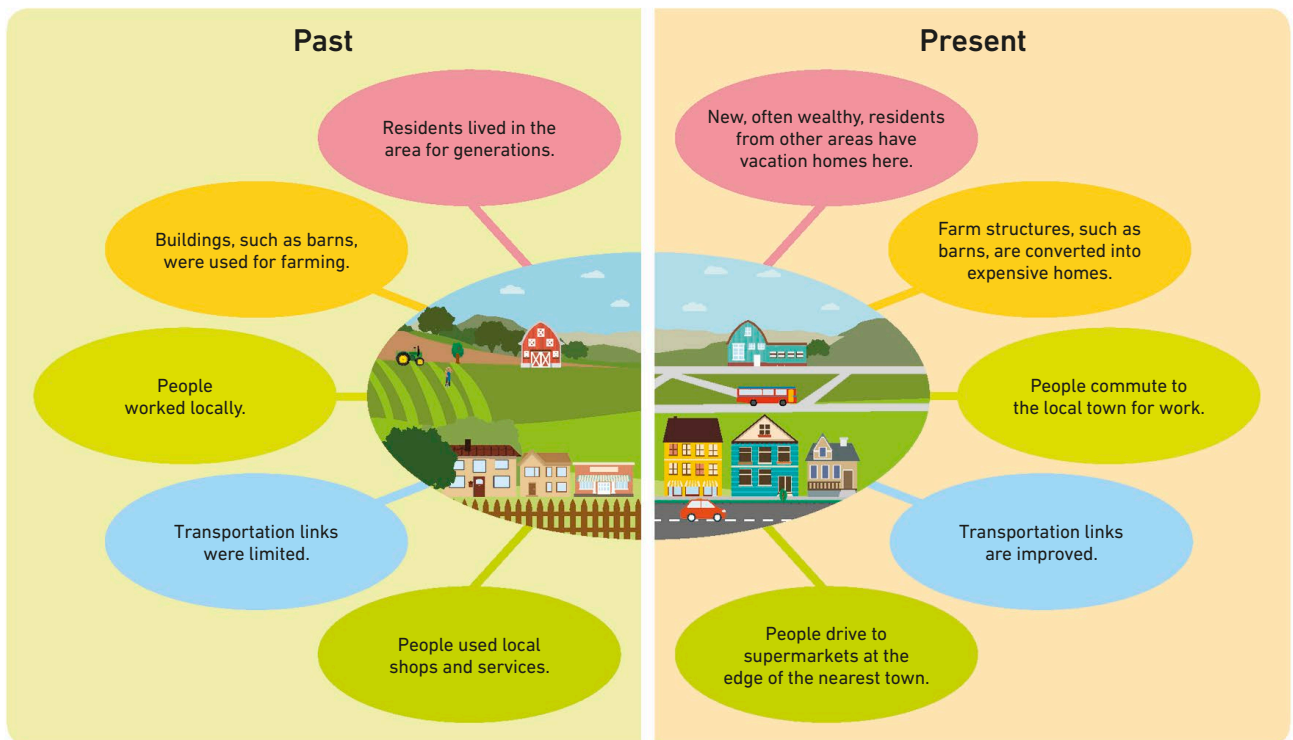 Past
Residents lived in the
area for generations.
Buildings, such as barns,
were used for farming.
People
worked locally.
Transportation links
were limited.
People used local
shops and services.
Present
New, often wealthy, residents
from other areas have
vacation homes here.
Farm structures, such as
barns, are converted into
expensive homes.
People commute to
the local town for work.
Transportation links
are improved.
People drive to
supermarkets at the
edge of the nearest town.